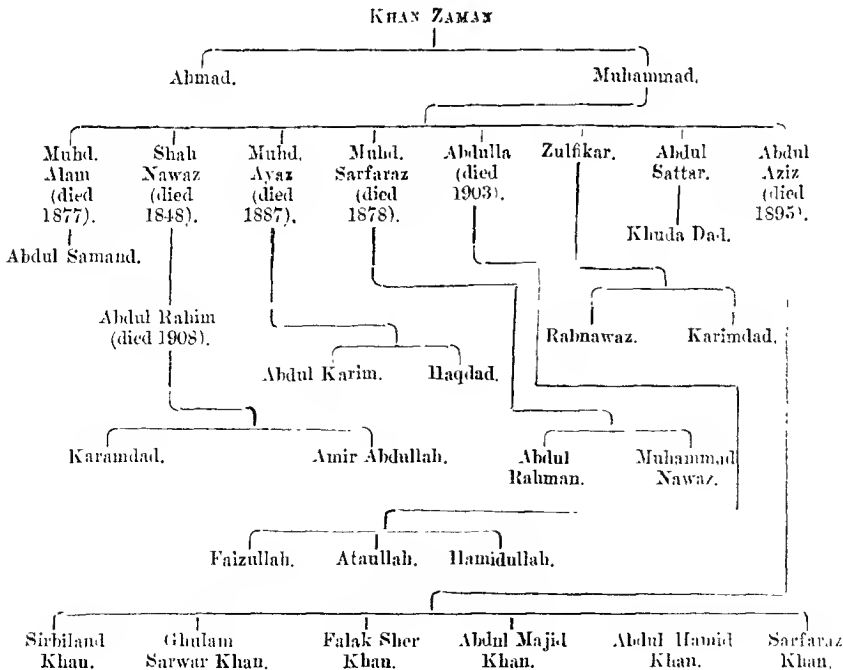 KHAN ZAMAN
Ahmad. Muhammad.
Muhd. Shah Muhd. Muhd. Abdulla Zulfikar. Abdul Abdul
Alam Nawaz Ayaz Sarfaraz (died Sattar. Aziz
(died (died (died (died 1903). (died
1877). 1848). 1887). 1878). 1895).
Khuda Dad.
Abdul Samand.
Abdul Rahim
(died 1908).
Rabnawaz. Karimdad.
Abdul Karim. Haqdad.
Karamdad. Amir Abdullah. Abdul Muhammad
Rahman. Nawaz.
Faizullah. Ataullah. Hamidullah.
Sirbiland Ghulam Falak Sher Abdul Majid Abdul Hamid Sarfaraz
Khan. Sarwar Khan. Khan. Khan. Khan. Khan.